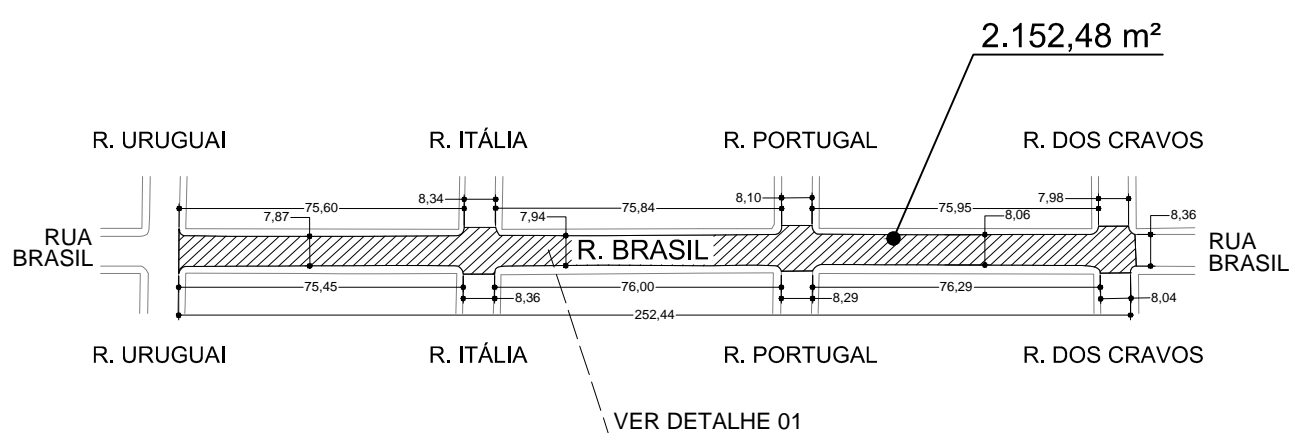 2.152,48 m²
R. URUGUAI
R. ITÁLIA
R. PORTUGAL
R. DOS CRAVOS
8,34
8,10
7,98
75,60
75,84
75,95
7,87
7,94
8,06
8,36
RUA
BRASIL
R. BRASIL
RUA
BRASIL
75,45
76,00
76,29
8,36
8,29
8,04
252,44
R. URUGUAI
R. ITÁLIA
R. PORTUGAL
R. DOS CRAVOS
VER DETALHE 01